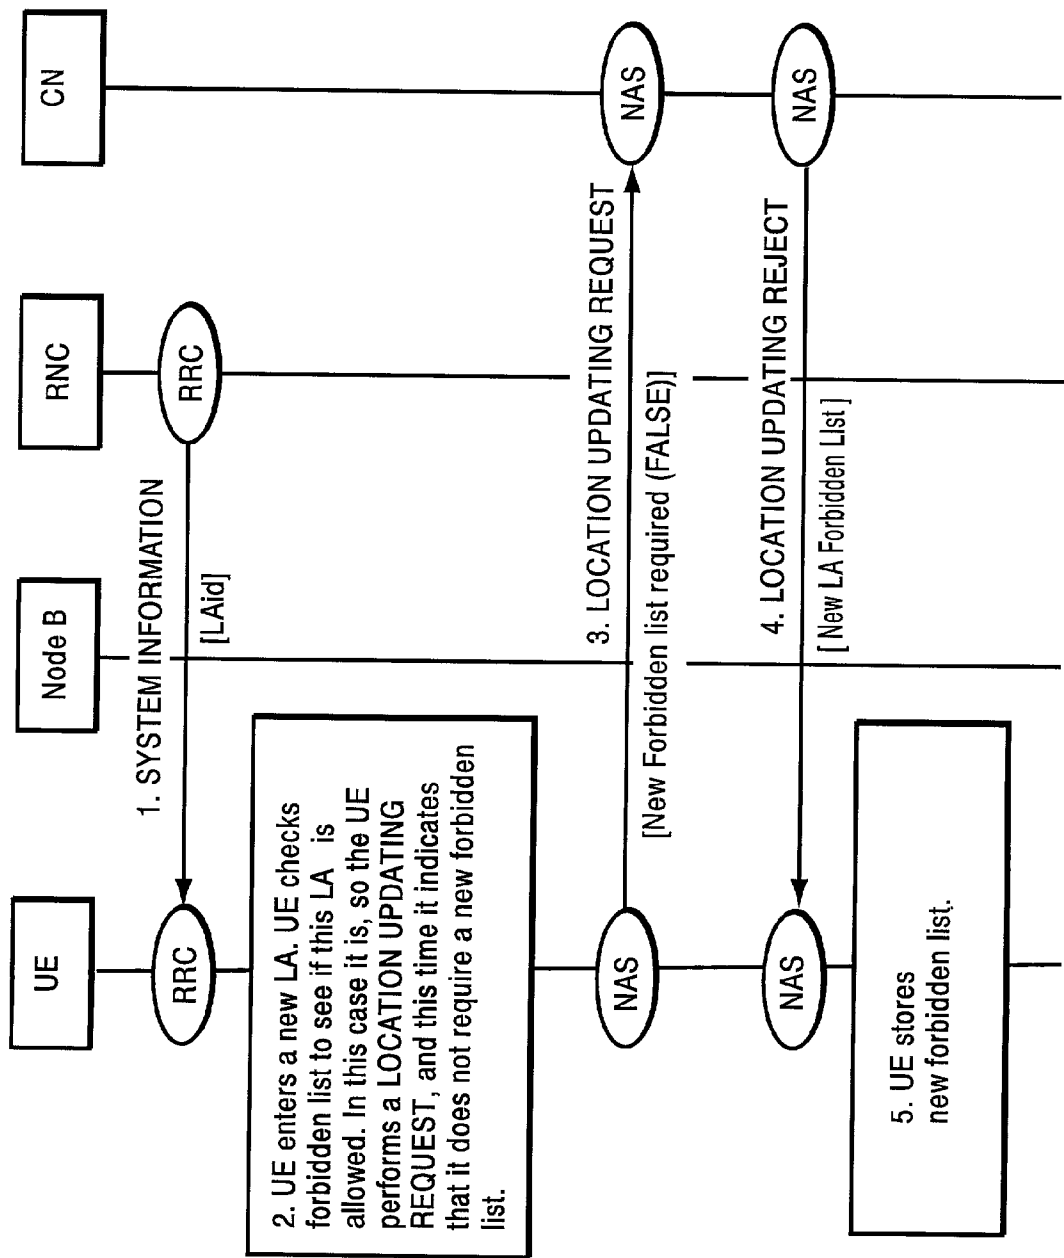 UE
Node B
RNC
CN
1. SYSTEM INFORMATION
RRC
RRC
[LAid]
2. UE enters a new LA. UE checks
forbidden list to see if this LA is
allowed. In this case it is, so the UE
performs a LOCATION UPDATING
REQUEST, and this time it indicates
that it does not require a new forbidden
list.
3. LOCATION UPDATING REQUEST
NAS
NAS
[New Forbidden list required (FALSE)]
4. LOCATION UPDATING REJECT
NAS
NAS
[ New LA Forbidden LIst ]
5. UE stores
new forbidden list.